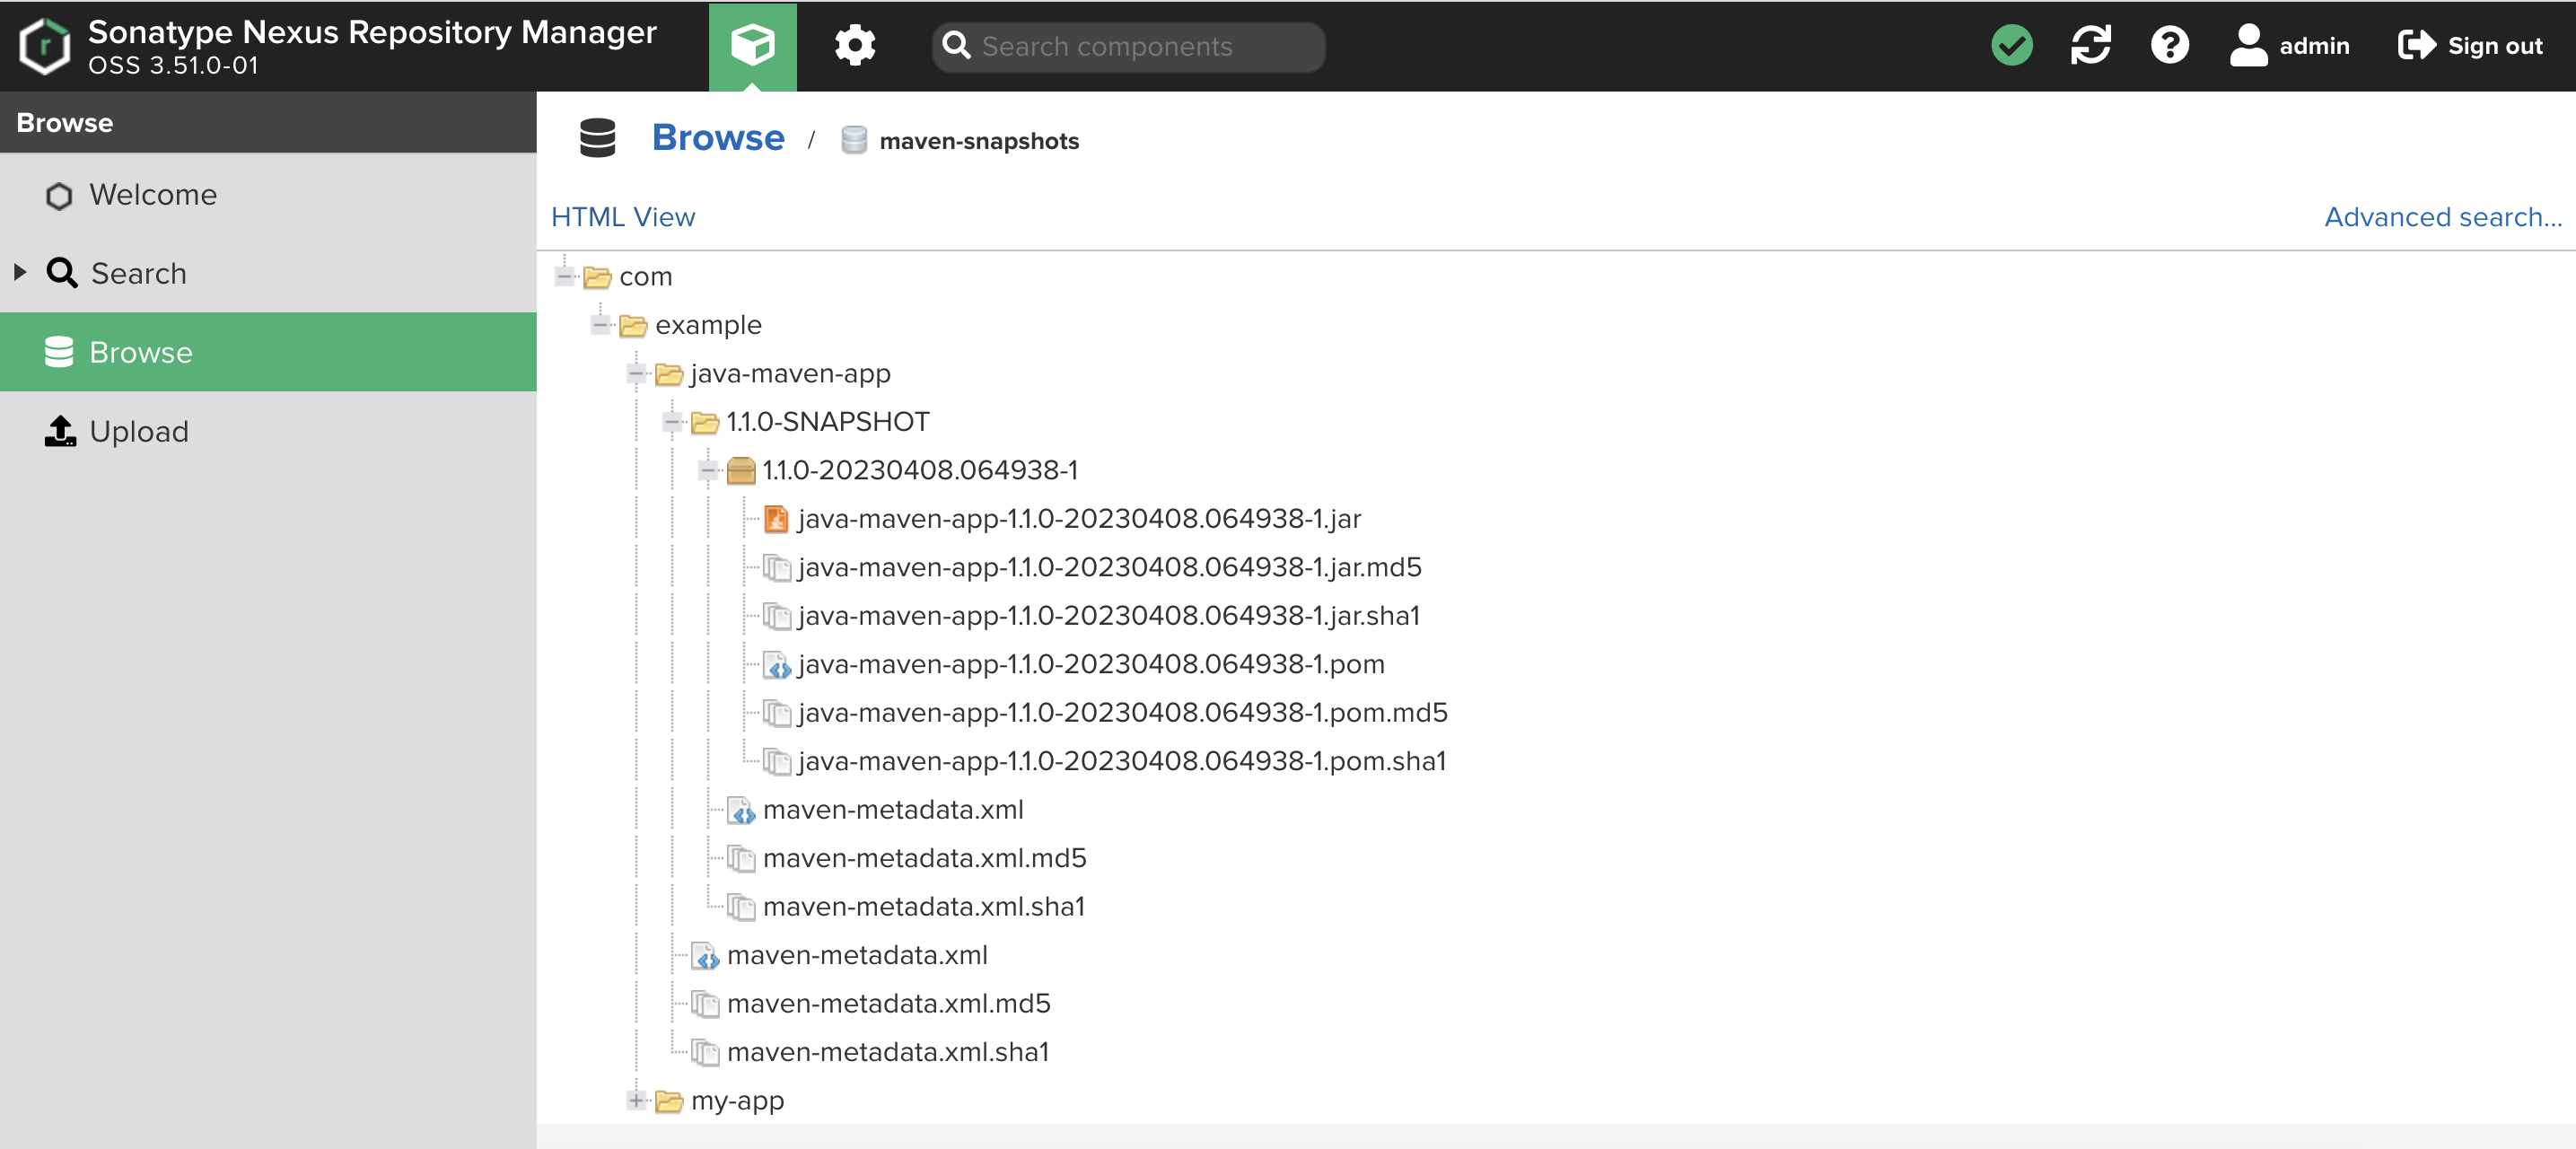 Sonatype Nexus Repository Manager
OSS 3.51.0-01
Search components
admin
Sign out
Browse
Welcome
Search
Browse
Upload
Browse / maven-snapshots
HTML View
Advanced search...
com
example
java-maven-app
1.1.0-SNAPSHOT
1.1.0-20230408.064938-1
java-maven-app-1.1.0-20230408.064938-1.jar
java-maven-app-1.1.0-20230408.064938-1.jar.md5
java-maven-app-1.1.0-20230408.064938-1.jar.sha1
java-maven-app-1.1.0-20230408.064938-1.pom
java-maven-app-1.1.0-20230408.064938-1.pom.md5
java-maven-app-1.1.0-20230408.064938-1.pom.sha1
maven-metadata.xml
maven-metadata.xml.md5
maven-metadata.xml.sha1
maven-metadata.xml
maven-metadata.xml.md5
maven-metadata.xml.sha1
my-app